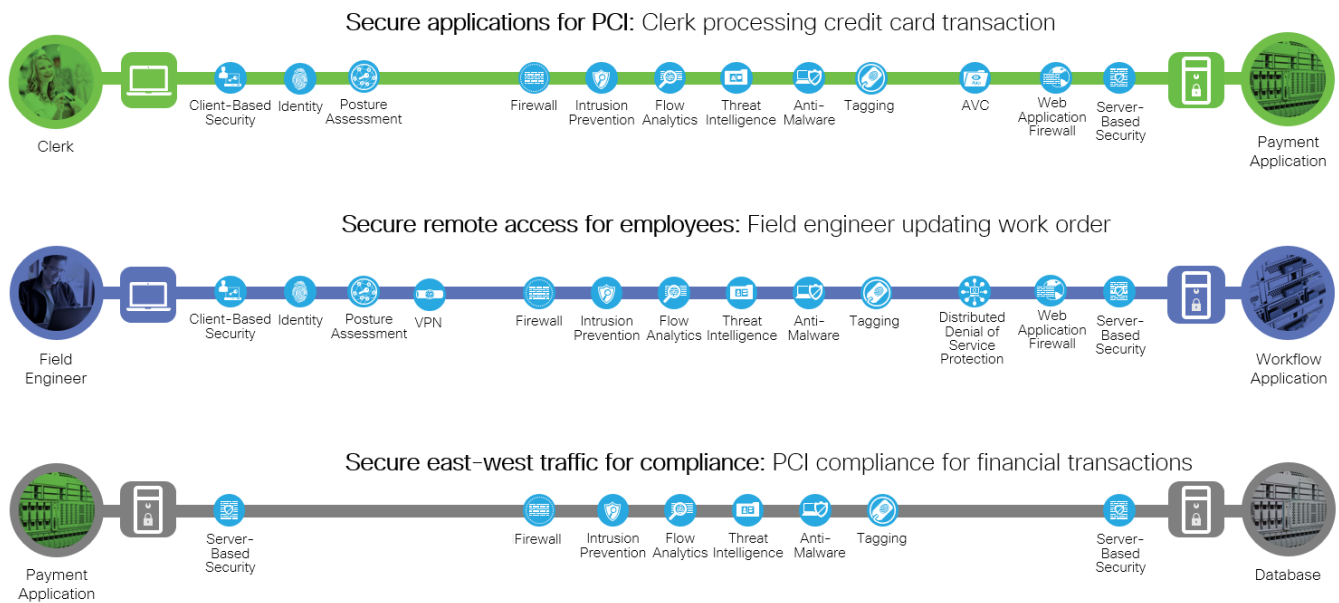 Secure applications for PCI: Clerk processing credit card transaction
Client-Based
Security
Identity
Posture
Assessment
Firewall
Intrusion
Prevention
Flow
Analytics
Threat
Intelligence
Anti-
Malware
Tagging
AVC
Web
Application
Firewall
Server-
Based
Security
Clerk
Payment
Application
Secure remote access for employees: Field engineer updating work order
Client-Based
Security
Identity
Posture
Assessment
VPN
Firewall
Intrusion
Prevention
Flow
Analytics
Threat
Intelligence
Anti-
Malware
Tagging
Distributed
Denial of
Service
Protection
Web
Application
Firewall
Server-
Based
Security
Field
Engineer
Workflow
Application
Secure east-west traffic for compliance: PCI compliance for financial transactions
Server-
Based
Security
Firewall
Intrusion
Prevention
Flow
Analytics
Threat
Intelligence
Anti-
Malware
Tagging
Server-
Based
Security
Payment
Application
Database